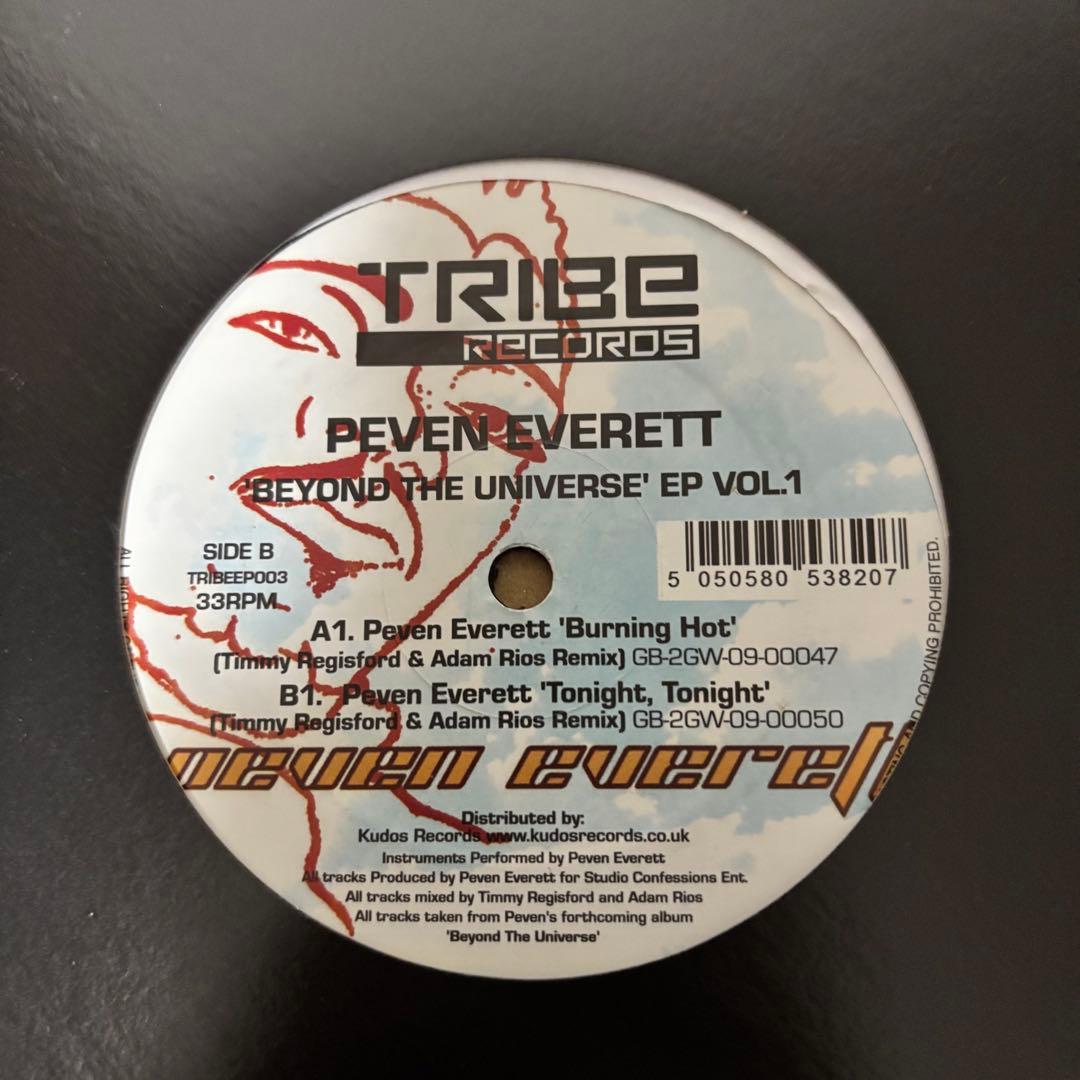 TRIBE
RECORDS
PEVEN EVERETT
'BEYOND THE UNIVERSE' EP VOL.1
SIDE B
TRIBEEP003
33RPM
5 050580 538207
A1. Peven Everett 'Burning Hot'
(Timmy Regisford & Adam Rios Remix) GB-2GW-09-00047
B1. Peven Everett 'Tonight, Tonight'
(Timmy Regisford & Adam Rios Remix) GB-2GW-09-00050
peven everett
Distributed by:
Kudos Records www.kudosrecords.co.uk
Instruments Performed by Peven Everett
All tracks Produced by Peven Everett for Studio Confessions Ent.
All tracks mixed by Timmy Regisford and Adam Rios
All tracks taken from Peven's forthcoming album
'Beyond The Universe'
ALL
AND COPYING PROHIBITED.